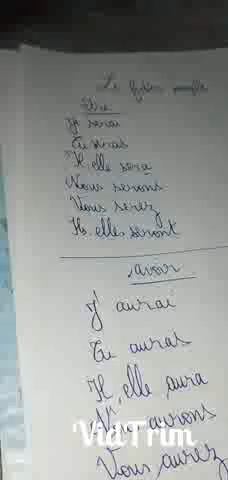 Le futur simple
être
Je serai
Tu seras
Il, elle sera
Nous serons
Vous serez
Ils, elles seront
avoir
J' aurai
Tu auras
Il, elle aura
aurons
Vous aurez
VidTrim